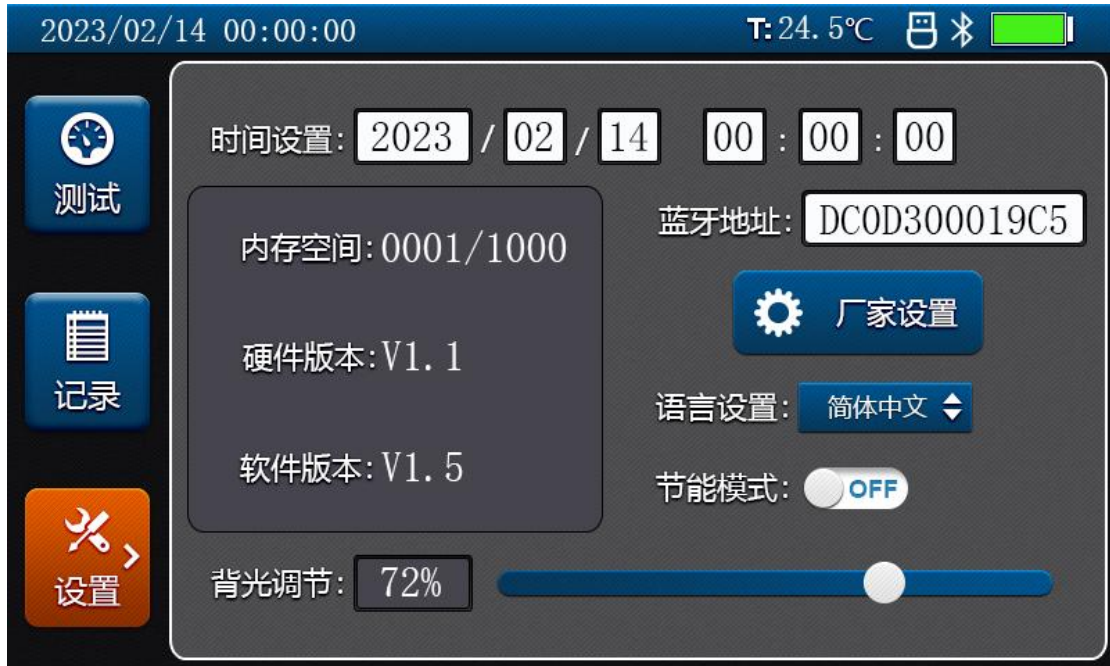 2023/02/14 00:00:00 T:24.5℃
测试
记录
设置
时间设置: 2023 / 02 / 14 00 : 00 : 00
内存空间:0001/1000
硬件版本:V1.1
软件版本:V1.5
蓝牙地址: DC0D300019C5
厂家设置
语言设置: 简体中文
节能模式: OFF
背光调节: 72%